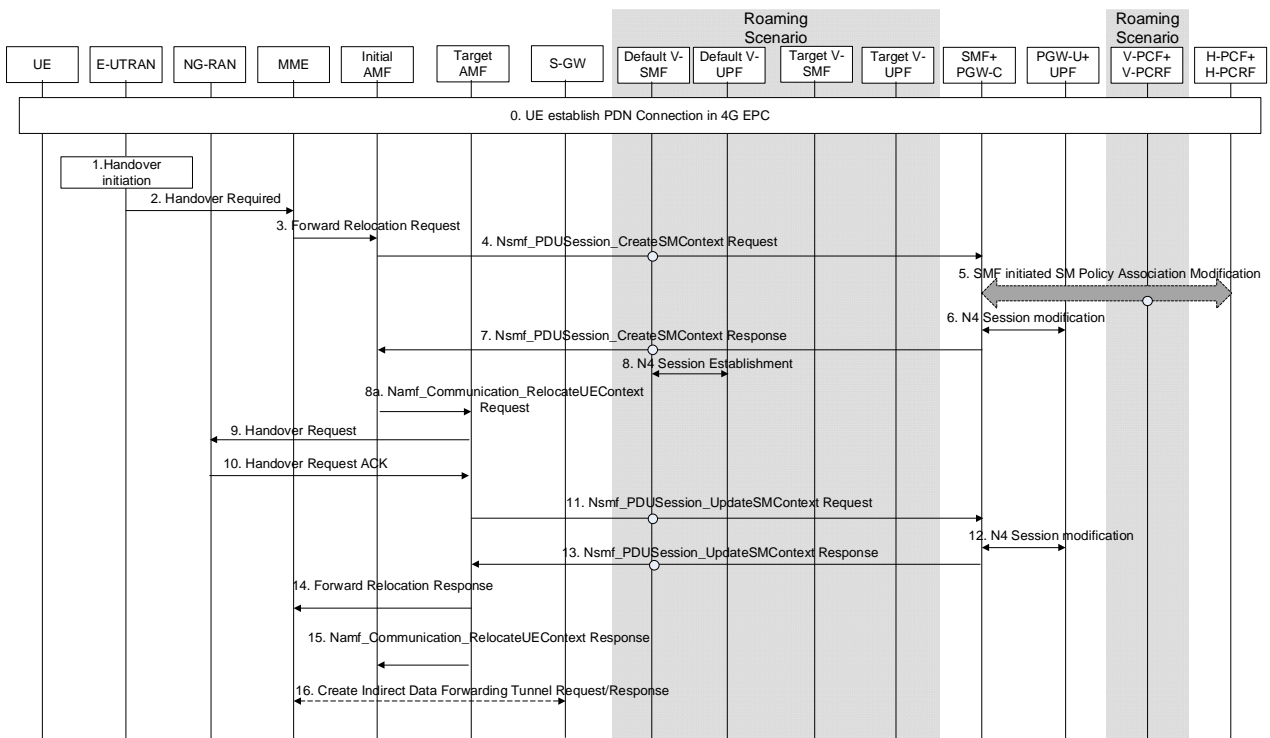 Roaming
Scenario
Roaming
Scenario
UE
E-UTRAN
NG-RAN
MME
Initial
AMF
Target
AMF
S-GW
Default V-
SMF
Default V-
UPF
Target V-
SMF
Target V-
UPF
SMF+
PGW-C
PGW-U+
UPF
V-PCF+
V-PCRF
H-PCF+
H-PCRF
0. UE establish PDN Connection in 4G EPC
1.Handover
initiation
2. Handover Required
3. Forward Relocation Request
4. Nsmf_PDUSession_CreateSMContext Request
5. SMF initiated SM Policy Association Modification
6. N4 Session modification
7. Nsmf_PDUSession_CreateSMContext Response
8. N4 Session Establishment
8a. Namf_Communication_RelocateUEContext
Request
9. Handover Request
10. Handover Request ACK
11. Nsmf_PDUSession_UpdateSMContext Request
12. N4 Session modification
13. Nsmf_PDUSession_UpdateSMContext Response
14. Forward Relocation Response
15. Namf_Communication_RelocateUEContext Response
16. Create Indirect Data Forwarding Tunnel Request/Response